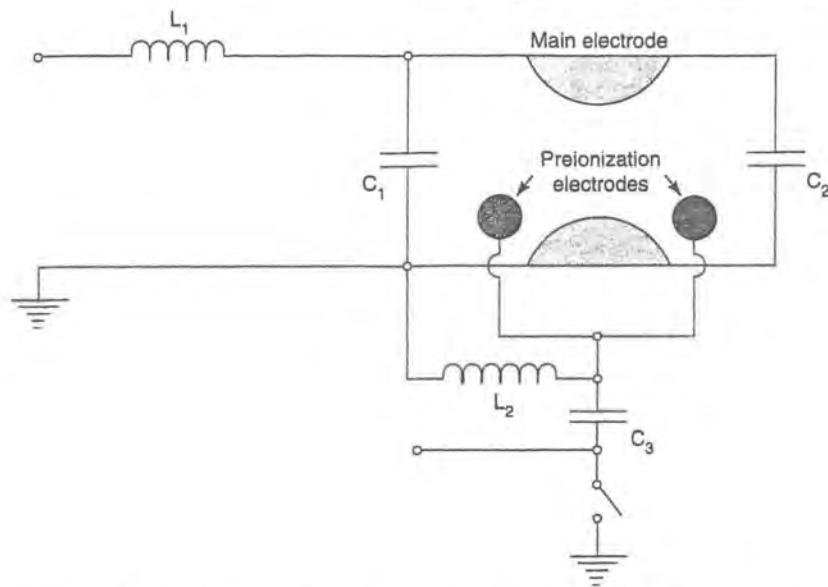 L1
Main electrode
Preionization
electrodes
C1
C2
L2
C3